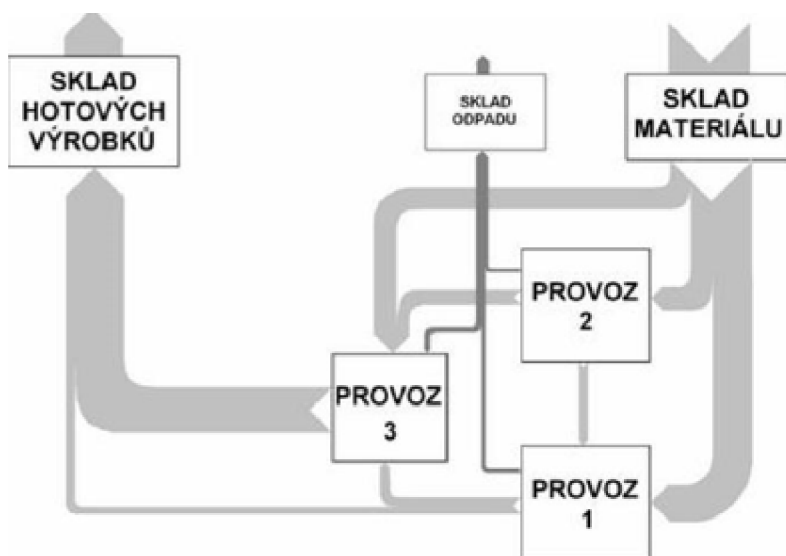 SKLAD
HOTOVÝCH
VÝROBKŮ
SKLAD
ODPADU
SKLAD
MATERIÁLU
PROVOZ
2
PROVOZ
3
PROVOZ
1